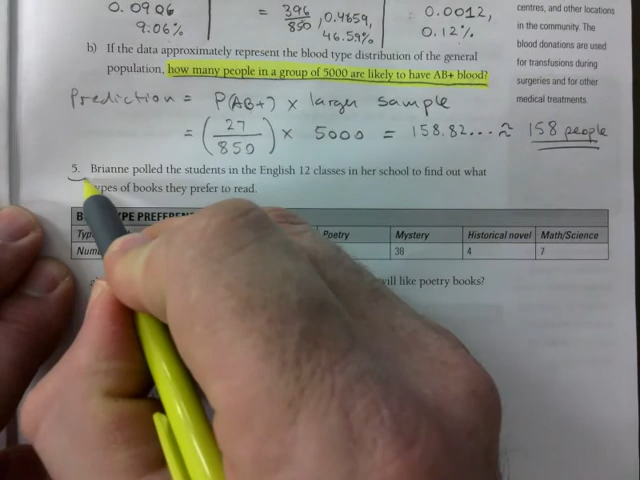 0.0906
9.06%
= 396/850, 0.4659,
46.59%
0.0012,
0.12%
centres, and other locations
in the community. The
blood donations are used
for transfusions during
surgeries and for other
medical treatments.
b) If the data approximately represent the blood type distribution of the general
population, how many people in a group of 5000 are likely to have AB+ blood?
Prediction = P(AB+) × larger sample
= (27/850) × 5000 = 158.82... ≈ 158 people
5. Brianne polled the students in the English 12 classes in her school to find out what
types of books they prefer to read.
Poetry Mystery Historical novel Math/Science
38 4 7
will like poetry books?